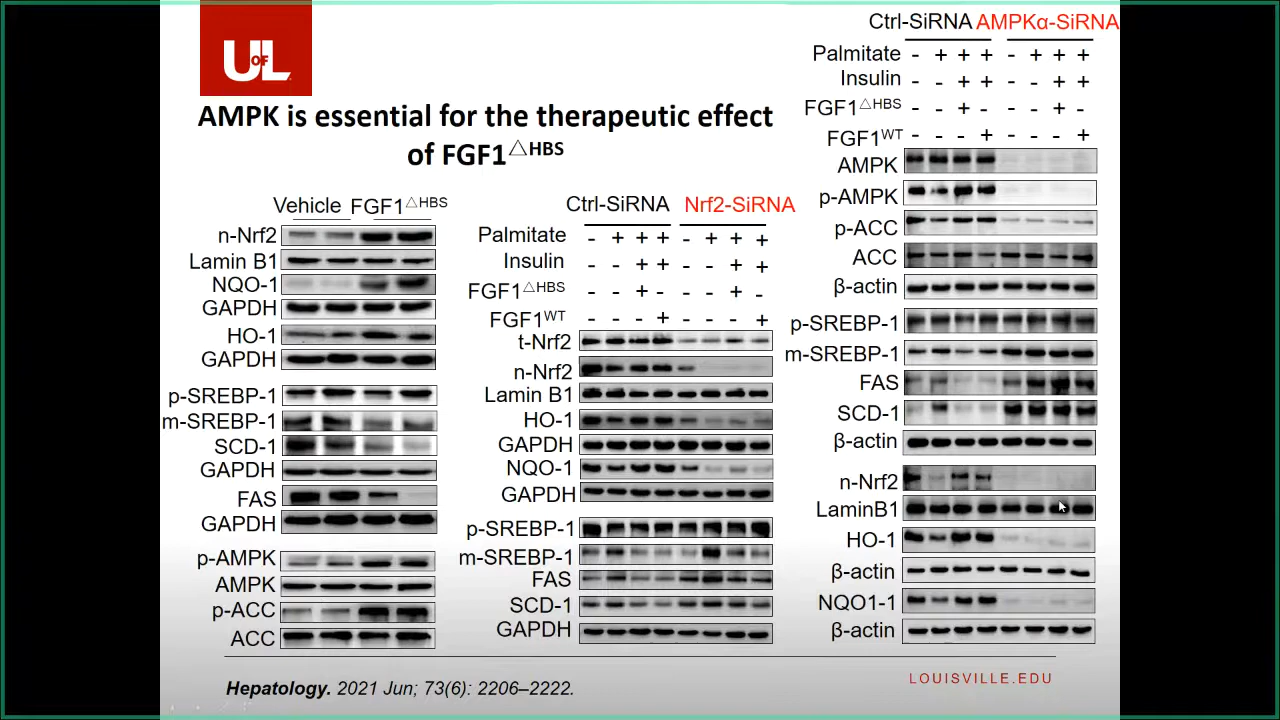 UofL
AMPK is essential for the therapeutic effect
of FGF1△HBS
Vehicle FGF1△HBS
n-Nrf2
Lamin B1
NQO-1
GAPDH
HO-1
GAPDH
p-SREBP-1
m-SREBP-1
SCD-1
GAPDH
FAS
GAPDH
p-AMPK
AMPK
p-ACC
ACC
Ctrl-SiRNA Nrf2-SiRNA
Palmitate - + + + - + + +
Insulin - - + + - - + +
FGF1△HBS - - + - - - + -
FGF1WT - - - + - - - +
t-Nrf2
n-Nrf2
Lamin B1
HO-1
GAPDH
NQO-1
GAPDH
p-SREBP-1
m-SREBP-1
FAS
SCD-1
GAPDH
Ctrl-SiRNA AMPKα-SiRNA
Palmitate - + + + - + + +
Insulin - - + + - - + +
FGF1△HBS - - + - - - + -
FGF1WT - - - + - - - +
AMPK
p-AMPK
p-ACC
ACC
β-actin
p-SREBP-1
m-SREBP-1
FAS
SCD-1
β-actin
n-Nrf2
LaminB1
HO-1
β-actin
NQO1-1
β-actin
Hepatology. 2021 Jun; 73(6): 2206–2222.
LOUISVILLE.EDU